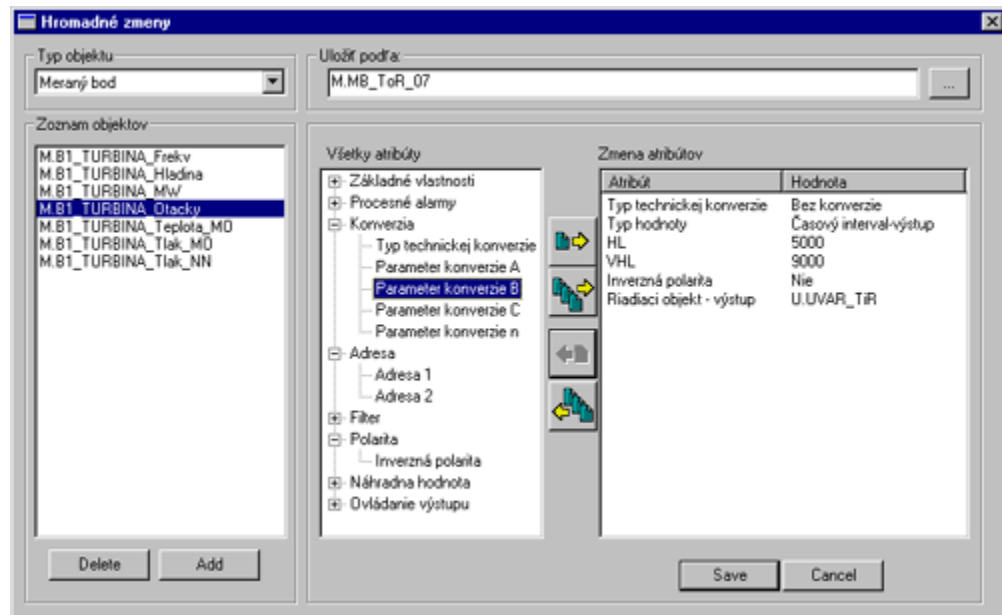 Hromadné zmeny
Typ objektu
Meraný bod
Uložiť podľa:
M.MB_ToR_07
...
Zoznam objektov
M.B1_TURBINA_Frekv
M.B1_TURBINA_Hladina
M.B1_TURBINA_MW
M.B1_TURBINA_Otacky
M.B1_TURBINA_Teplota_MO
M.B1_TURBINA_Tlak_MO
M.B1_TURBINA_Tlak_NN
Delete
Add
Všetky atribúty
Základné vlastnosti
Procesné alarmy
Konverzia
Typ technickej konverzie
Parameter konverzie A
Parameter konverzie B
Parameter konverzie C
Parameter konverzie n
Adresa
Adresa 1
Adresa 2
Filter
Polarita
Inverzná polarita
Náhradna hodnota
Ovládanie výstupu
Zmena atribútov
Atribút Hodnota
Typ technickej konverzie Bez konverzie
Typ hodnoty Časový interval-výstup
HL 5000
VHL 9000
Inverzná polarita Nie
Riadiaci objekt - výstup U.UVAR_TiR
Save
Cancel